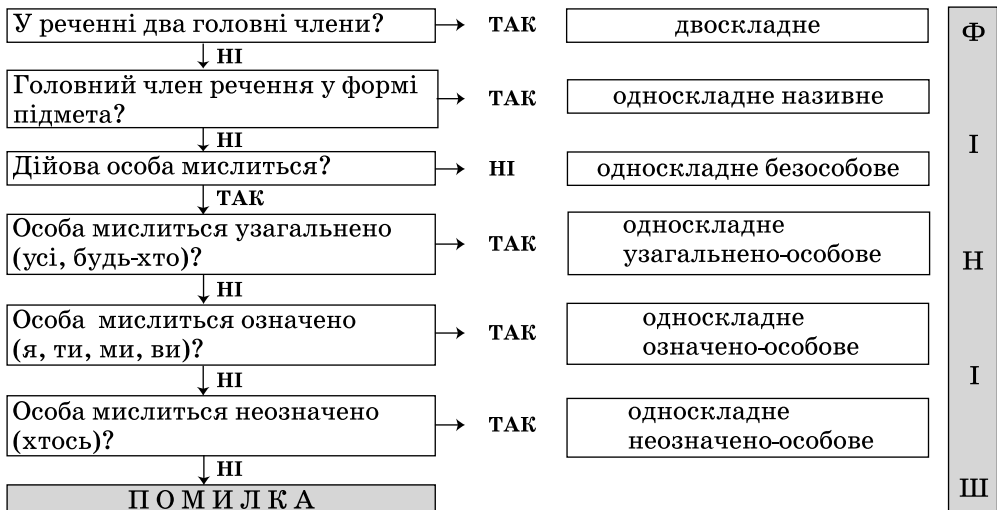 У реченні два головні члени? ТАК двоскладне
НІ
Головний член речення у формі
підмета? ТАК односкладне називне
НІ
Дійова особа мислиться? НІ односкладне безособове
ТАК
Особа мислиться узагальнено
(усі, будь-хто)? ТАК односкладне
узагальнено-особове
НІ
Особа мислиться означено
(я, ти, ми, ви)? ТАК односкладне
означено-особове
НІ
Особа мислиться неозначено
(хтось)? ТАК односкладне
неозначено-особове
НІ
ПОМИЛКА
Ф
І
Н
І
Ш